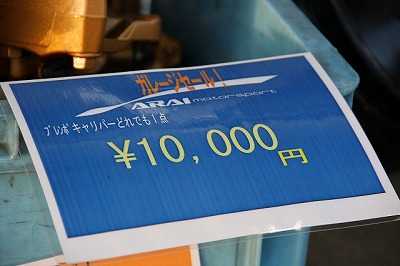 ガレージセール！
ARAI motorsport
ブレンボ キャリパーどれでも1点
¥10,000円